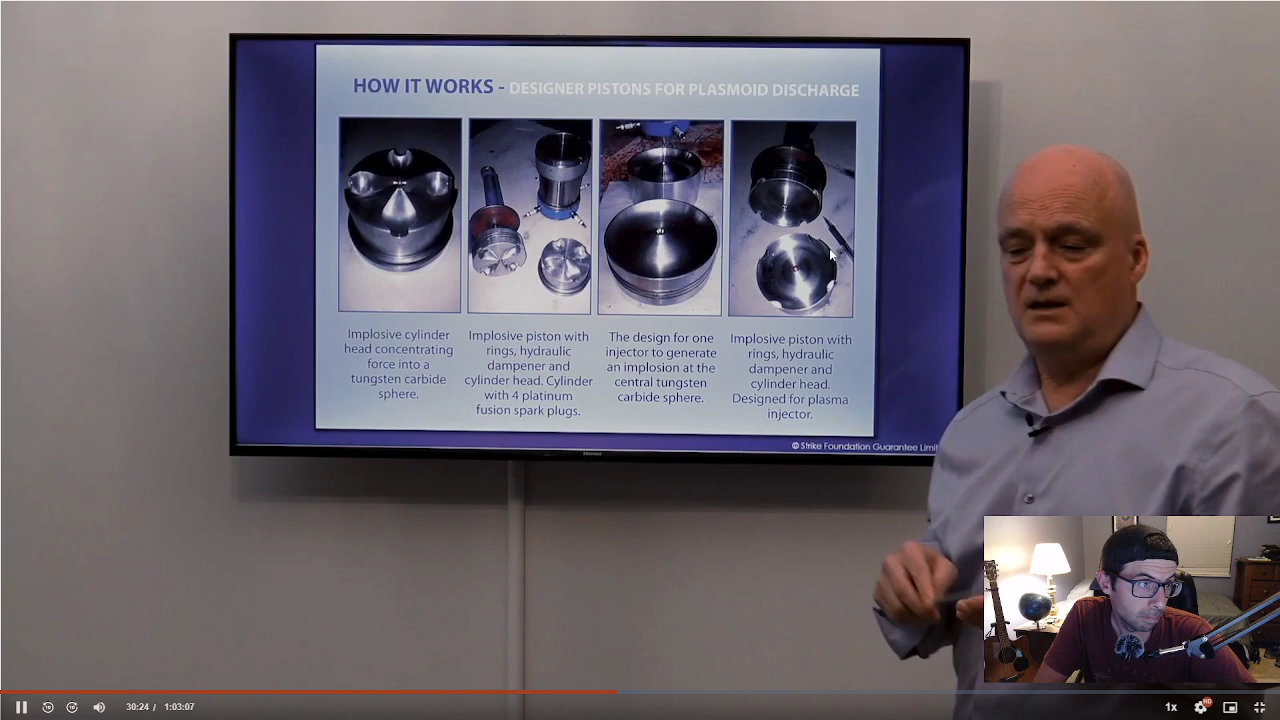 HOW IT WORKS - DESIGNER PISTONS FOR PLASMOID DISCHARGE
Implosive cylinder
head concentrating
force into a
tungsten carbide
sphere.
Implosive piston with
rings, hydraulic
dampener and
cylinder head. Cylinder
with 4 platinum
fusion spark plugs.
The design for one
injector to generate
an implosion at the
central tungsten
carbide sphere.
Implosive piston with
rings, hydraulic
dampener and
cylinder head.
Designed for plasma
injector.
© Strike Foundation Guarantee Limit
30:24 / 1:03:07
1x
HD